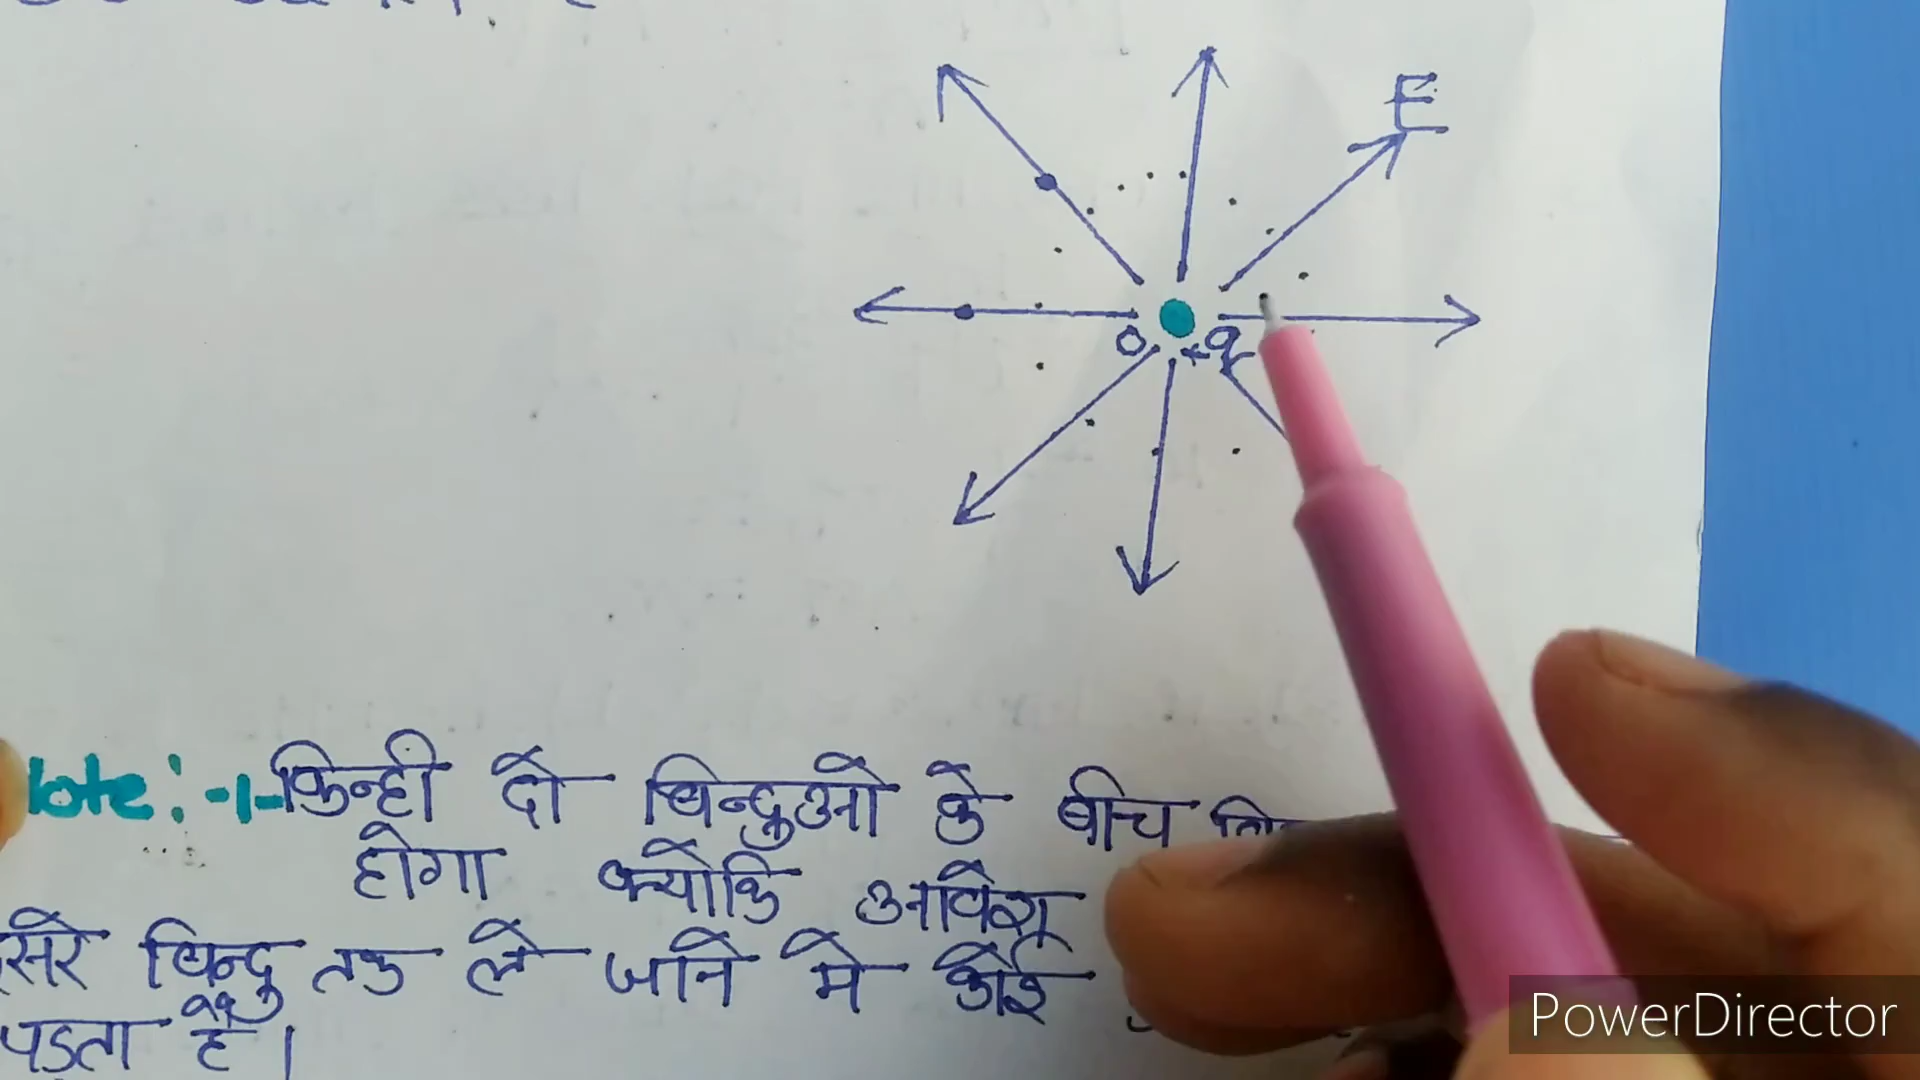 E
O +q
Note:-1- किन्ही दो बिन्दुओ के बीच
होगा क्योंकि आवेश
दूसरे बिन्दु तक ले जाने मे कोई
पड़ता है।
PowerDirector